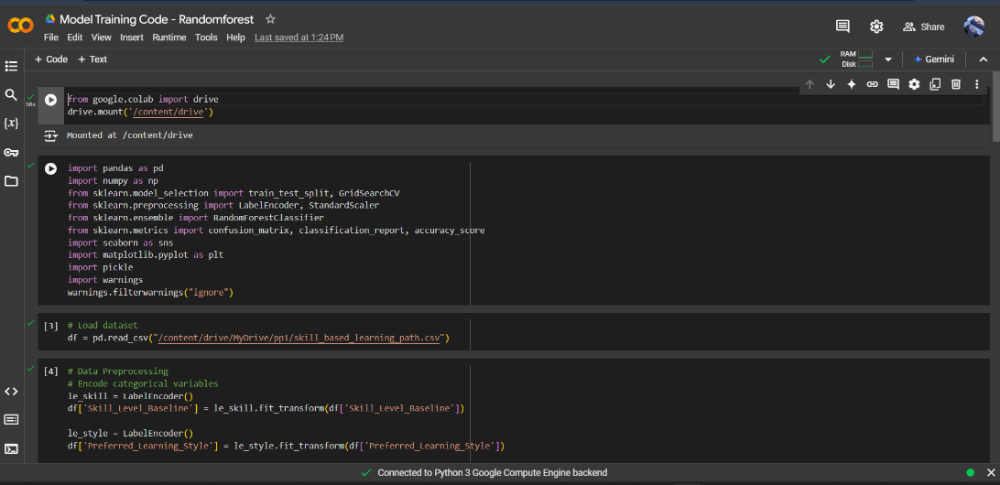 Model Training Code - Randomforest
File Edit View Insert Runtime Tools Help Last saved at 1:24 PM
Share
+ Code + Text
RAM
Disk
Gemini
58s
from google.colab import drive
drive.mount('/content/drive')
Mounted at /content/drive
{x}
import pandas as pd
import numpy as np
from sklearn.model_selection import train_test_split, GridSearchCV
from sklearn.preprocessing import LabelEncoder, StandardScaler
from sklearn.ensemble import RandomForestClassifier
from sklearn.metrics import confusion_matrix, classification_report, accuracy_score
import seaborn as sns
import matplotlib.pyplot as plt
import pickle
import warnings
warnings.filterwarnings("ignore")
[3] # Load dataset
df = pd.read_csv("/content/drive/MyDrive/pp1/skill_based_learning_path.csv")
[4] # Data Preprocessing
# Encode categorical variables
le_skill = LabelEncoder()
df['Skill_Level_Baseline'] = le_skill.fit_transform(df['Skill_Level_Baseline'])
le_style = LabelEncoder()
df['Preferred_Learning_Style'] = le_style.fit_transform(df['Preferred_Learning_Style'])
Connected to Python 3 Google Compute Engine backend